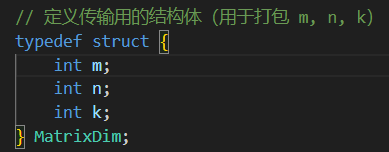 // 定义传输用的结构体（用于打包 m, n, k）
typedef struct {
    int m;
    int n;
    int k;
} MatrixDim;